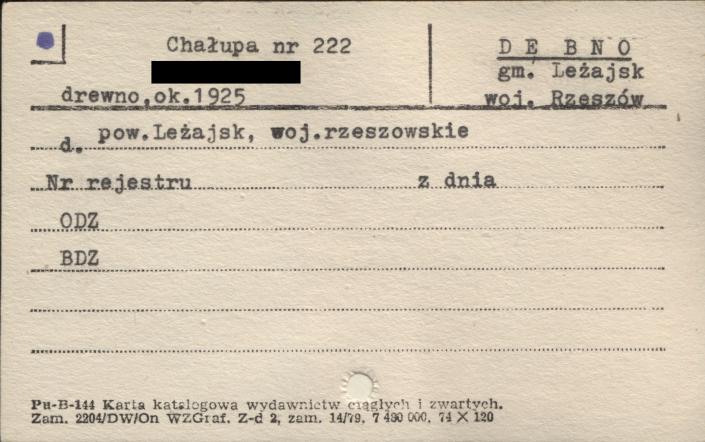 Chałupa nr 222
drewno,ok.1925
DĘBNO
gm. Leżajsk
woj. Rzeszów
d. pow.Leżajsk, woj.rzeszowskie
Nr rejestru z dnia
ODZ
BDZ
Pu-B-144 Karta katalogowa wydawnictw ciągłych i zwartych.
Zam. 2204/DW/On WZGraf. Z-d 2, zam. 14/79, 7 480 000, 74 X 120